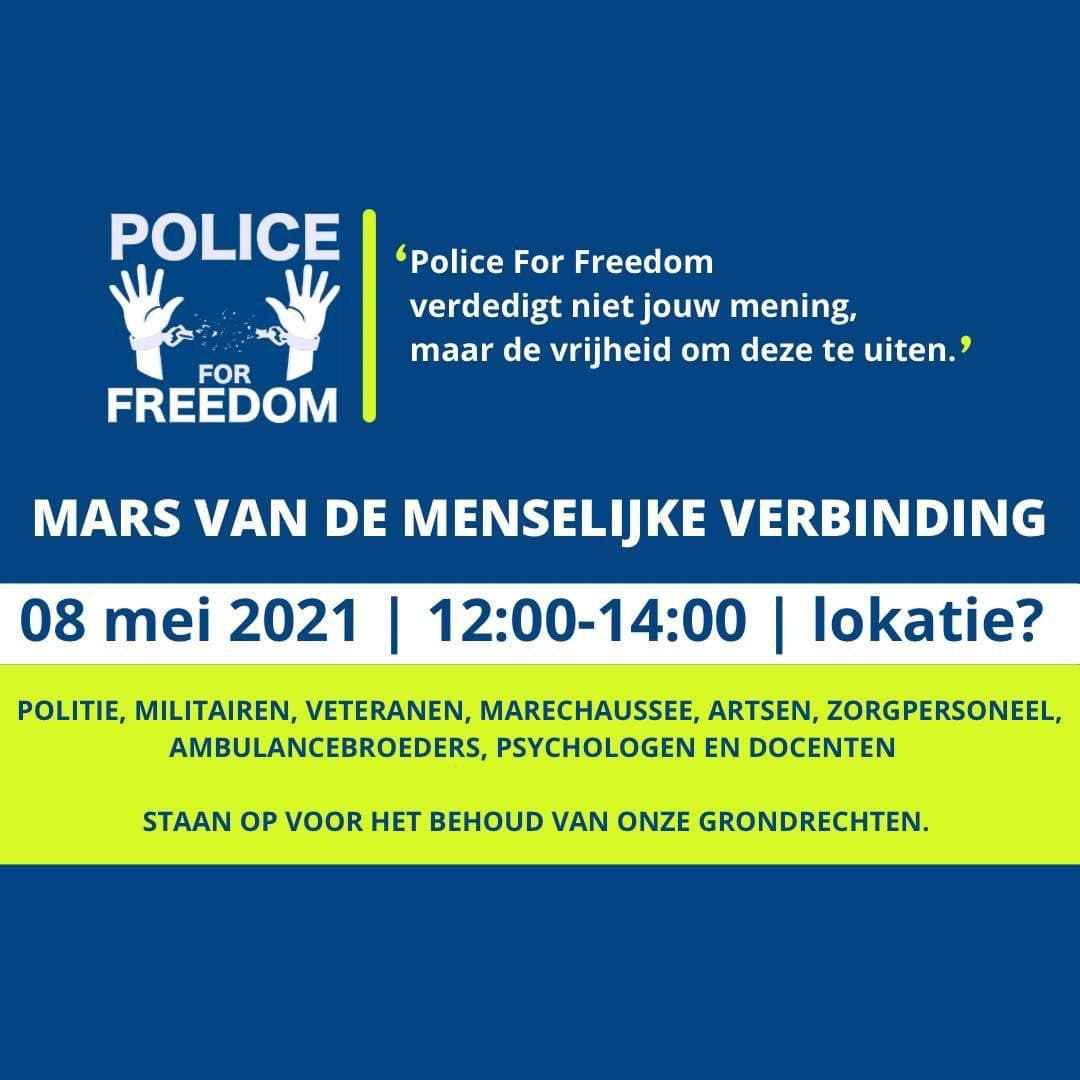 POLICE
FOR
FREEDOM
‘Police For Freedom
verdedigt niet jouw mening,
maar de vrijheid om deze te uiten.’
MARS VAN DE MENSELIJKE VERBINDING
08 mei 2021 | 12:00-14:00 | lokatie?
POLITIE, MILITAIREN, VETERANEN, MARECHAUSSEE, ARTSEN, ZORGPERSONEEL,
AMBULANCEBROEDERS, PSYCHOLOGEN EN DOCENTEN
STAAN OP VOOR HET BEHOUD VAN ONZE GRONDRECHTEN.